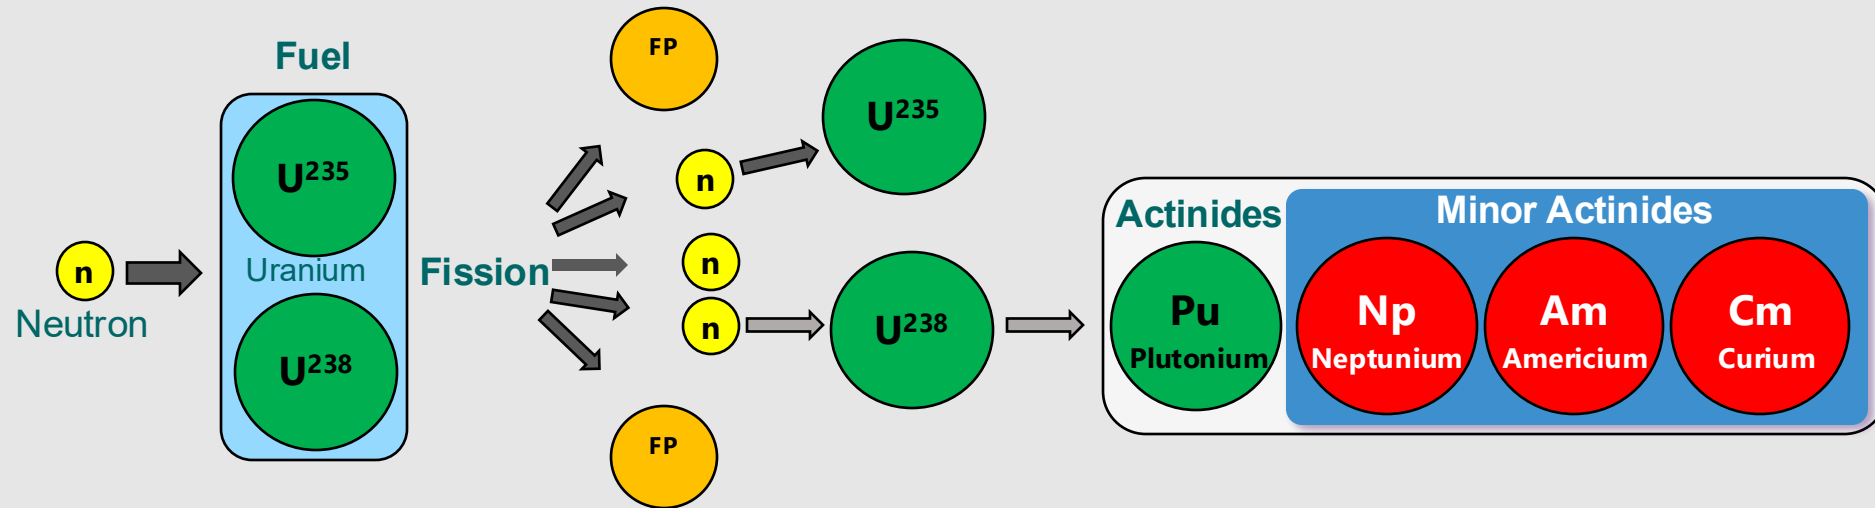 n
Neutron
Fuel
U235
Uranium
U238
Fission
FP
n
n
n
FP
U235
U238
Actinides
Pu
Plutonium
Minor Actinides
Np
Neptunium
Am
Americium
Cm
Curium